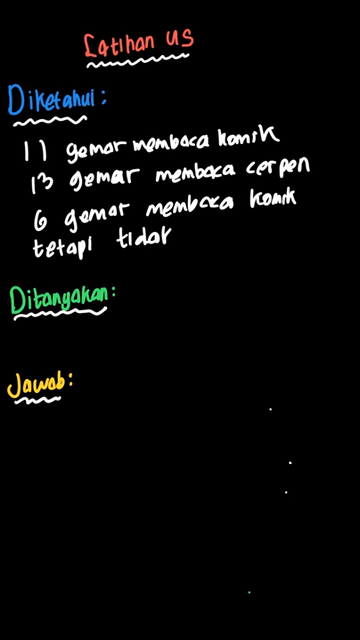 Latihan US
Diketahui:
11 gemar membaca komik
13 gemar membaca cerpen
6 gemar membaca komik
tetapi tidak
Ditanyakan:
Jawab: